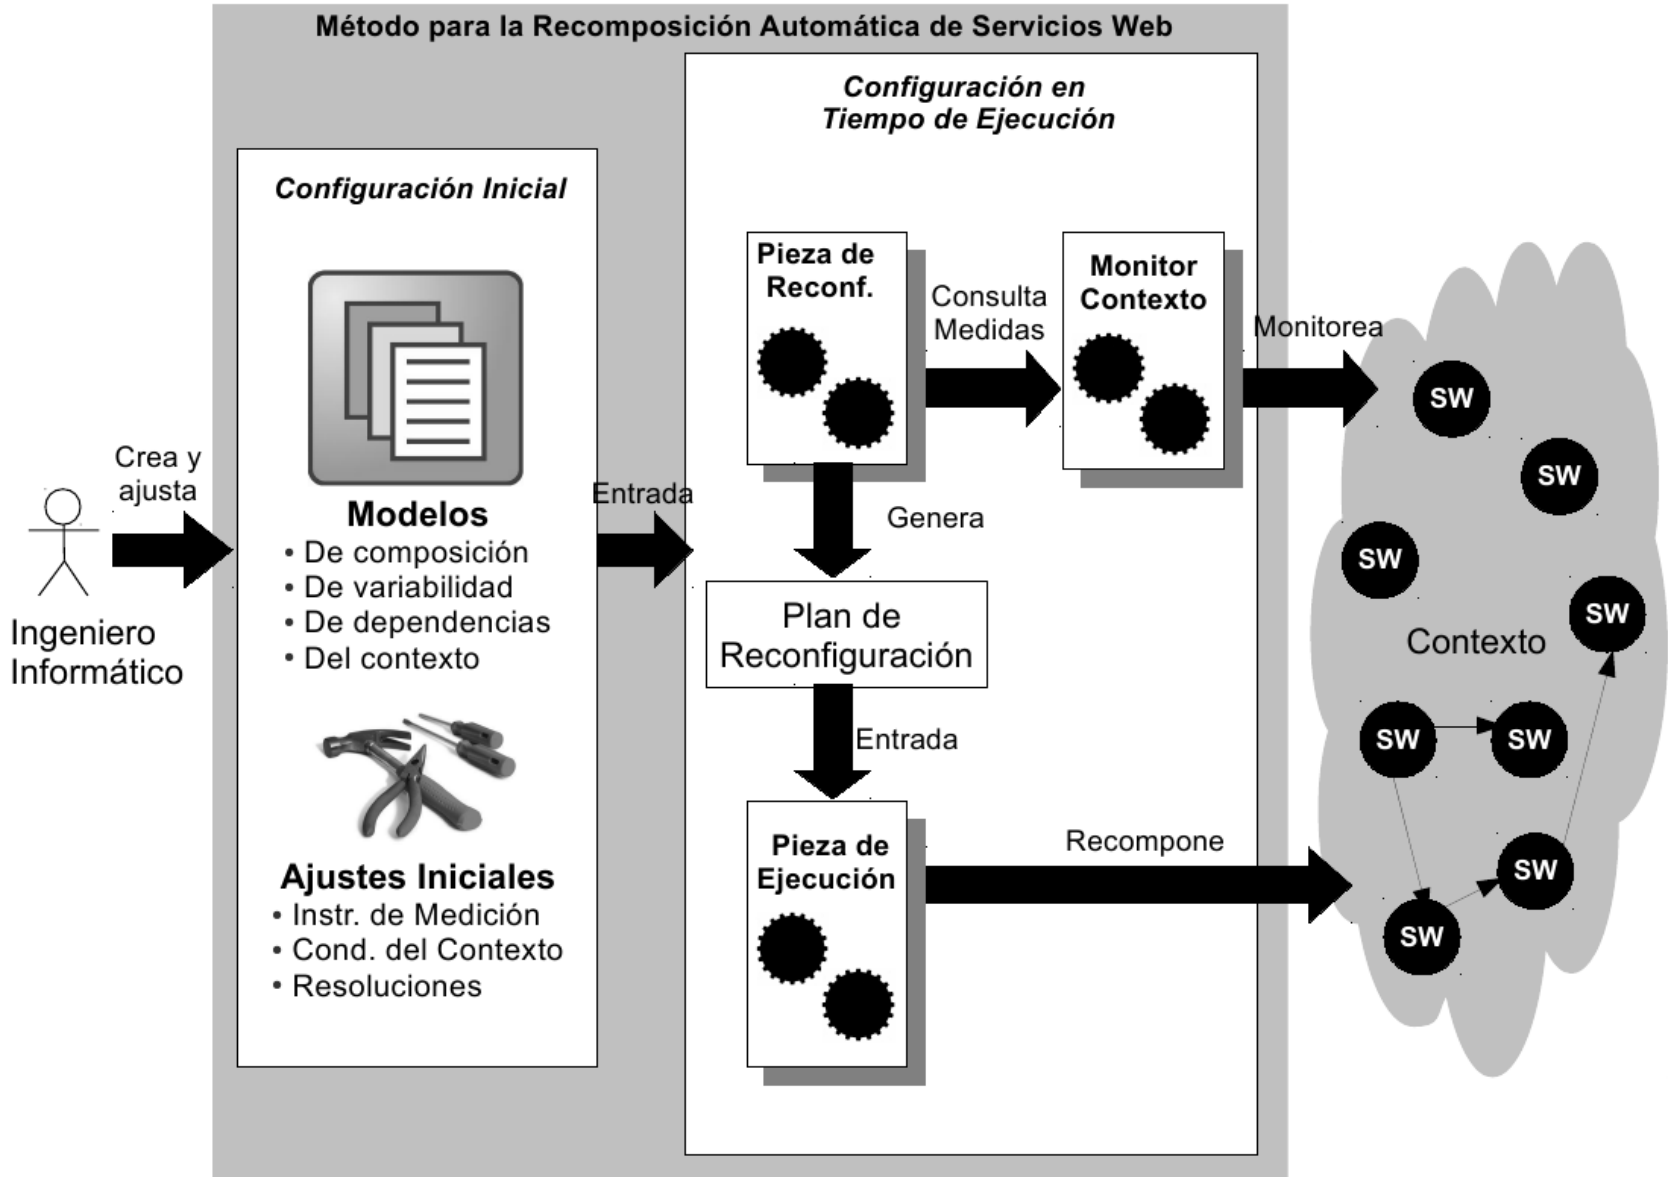 Método para la Recomposición Automática de Servicios Web
Configuración en
Tiempo de Ejecución
Configuración Inicial
Pieza de
Reconf.
Consulta
Medidas
Monitor
Contexto
Monitorea
Crea y
ajusta
Ingeniero
Informático
Modelos
• De composición
• De variabilidad
• De dependencias
• Del contexto
Ajustes Iniciales
• Instr. de Medición
• Cond. del Contexto
• Resoluciones
Entrada
Genera
Plan de
Reconfiguración
Entrada
Pieza de
Ejecución
Recompone
SW
SW
SW
SW
Contexto
SW
SW
SW
SW